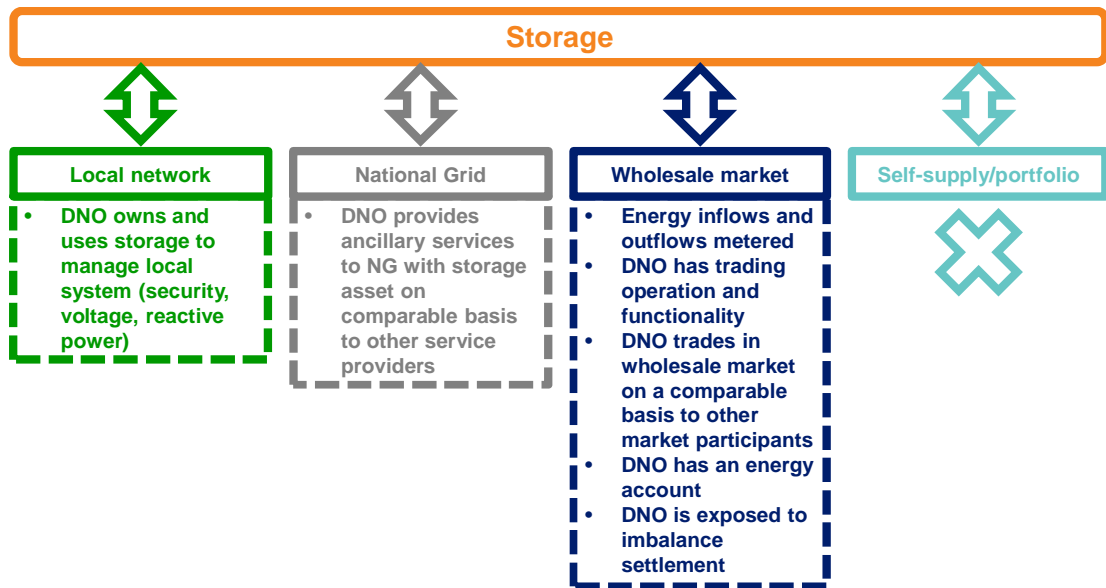 Storage
Local network
• DNO owns and
uses storage to
manage local
system (security,
voltage, reactive
power)
National Grid
• DNO provides
ancillary services
to NG with storage
asset on
comparable basis
to other service
providers
Wholesale market
• Energy inflows and
outflows metered
• DNO has trading
operation and
functionality
• DNO trades in
wholesale market
on a comparable
basis to other
market participants
• DNO has an energy
account
• DNO is exposed to
imbalance
settlement
Self-supply/portfolio